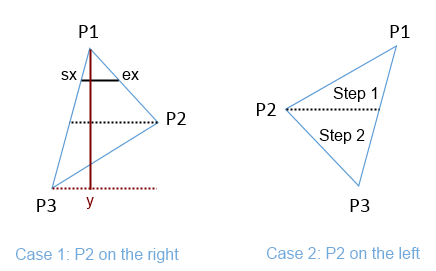 P1
sx
ex
P2
P3
y
Case 1: P2 on the right
P1
P2
Step 1
Step 2
P3
Case 2: P2 on the left